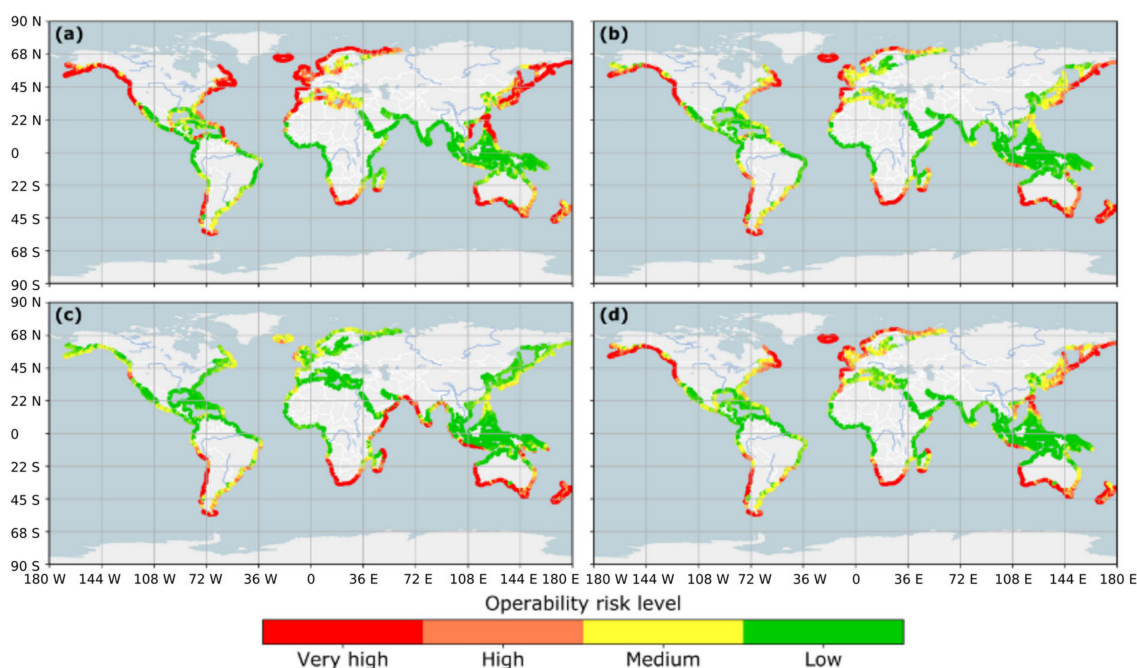 90 N
(a)
(b)
68 N
45 N
22 N
0
22 S
45 S
68 S
90 S
90 N
(c)
(d)
68 N
45 N
22 N
0
22 S
45 S
68 S
90 S
180 W 144 W 108 W 72 W 36 W 0 36 E 72 E 108 E 144 E 180 W 144 W 108 W 72 W 36 W 0 36 E 72 E 108 E 144 E 180 E
Operability risk level
Very high High Medium Low